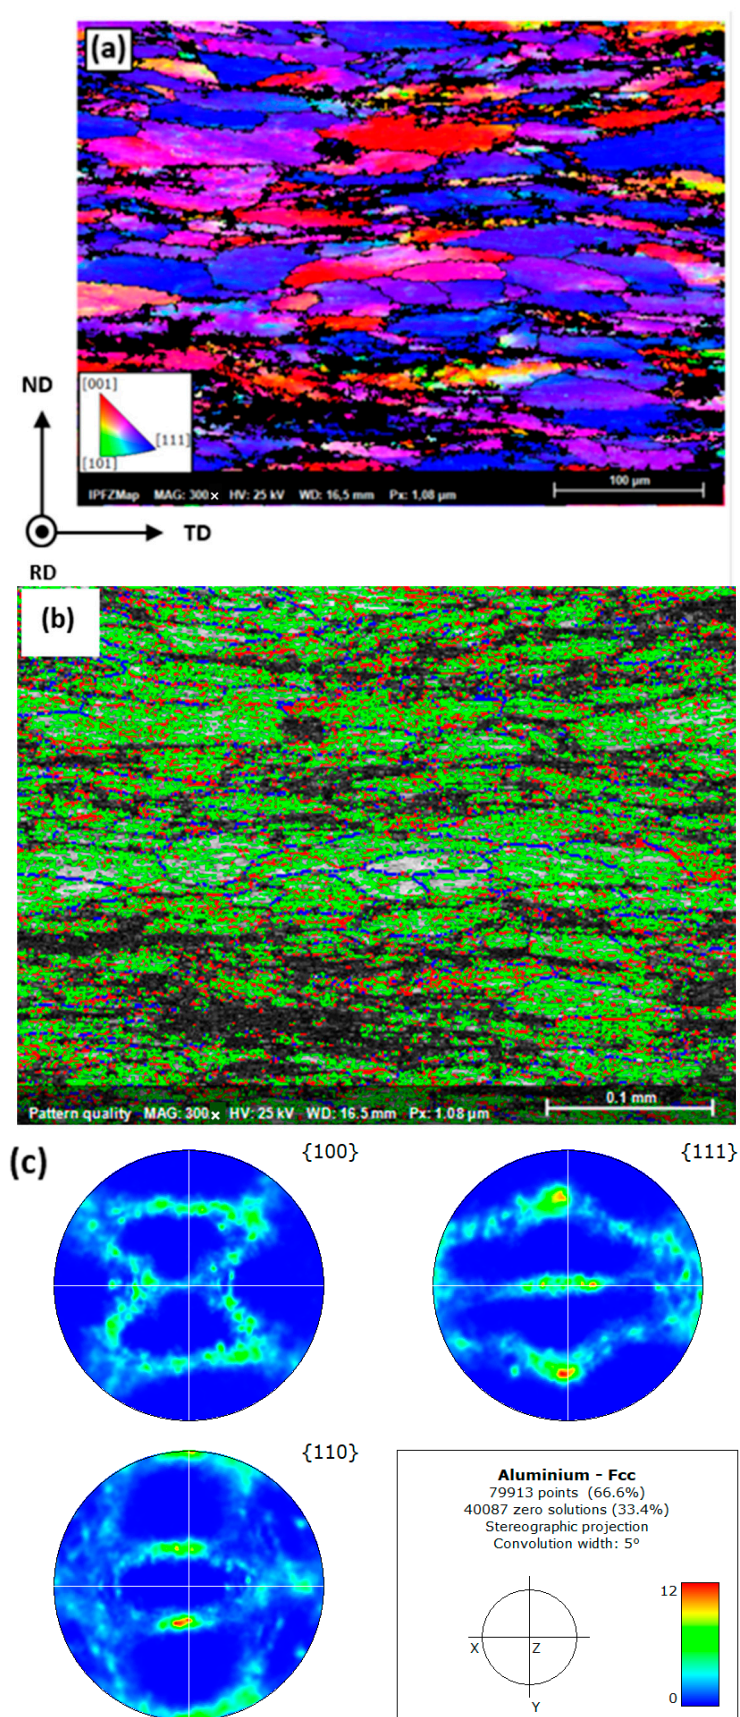 (a)
ND
[001]
[111]
[101]
100 µm
IPFZMap MAG: 300× HV: 25 kV WD: 16,5 mm Px: 1,08 µm
TD
RD
(b)
0.1 mm
Pattern quality MAG: 300× HV: 25 kV WD: 16.5 mm Px: 1.08 µm
(c)
{100}
{111}
{110}
Aluminium - Fcc
79913 points (66.6%)
40087 zero solutions (33.4%)
Stereographic projection
Convolution width: 5º
12
X
Z
0
Y